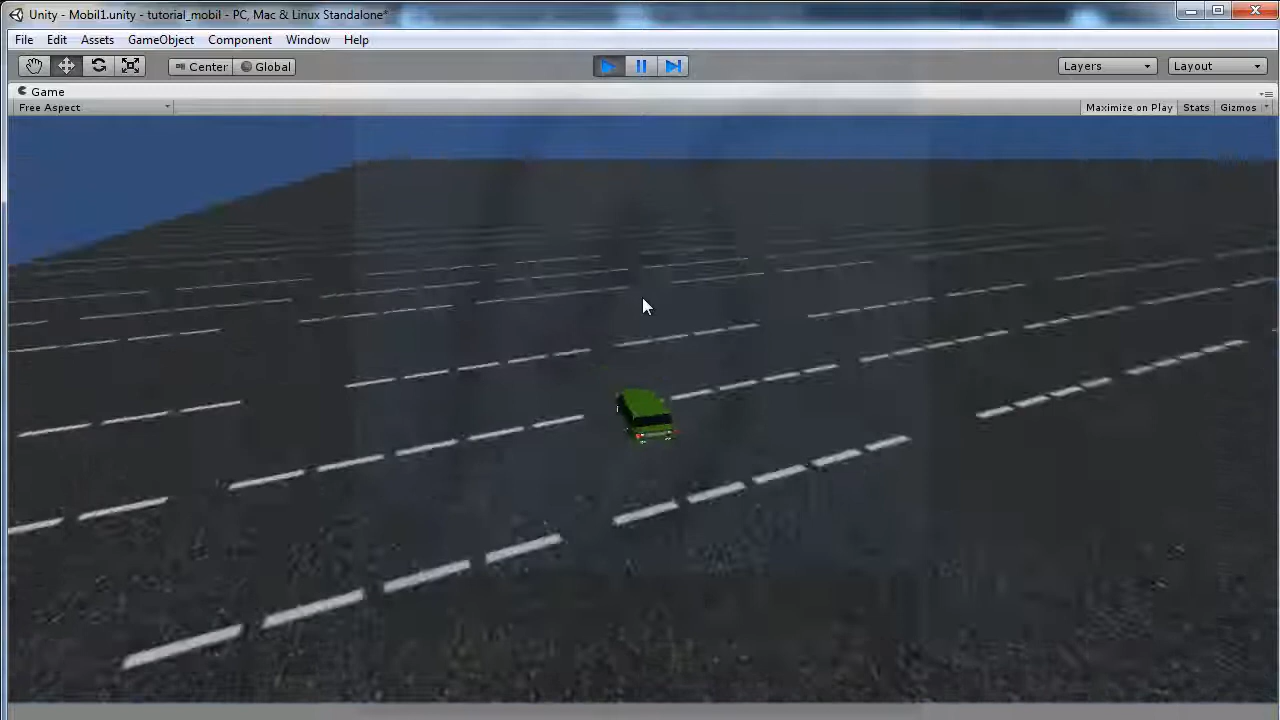 Unity - Mobil1.unity - tutorial_mobil - PC, Mac & Linux Standalone*
File Edit Assets GameObject Component Window Help
Center Global Layers Layout
Game
Free Aspect Maximize on Play Stats Gizmos